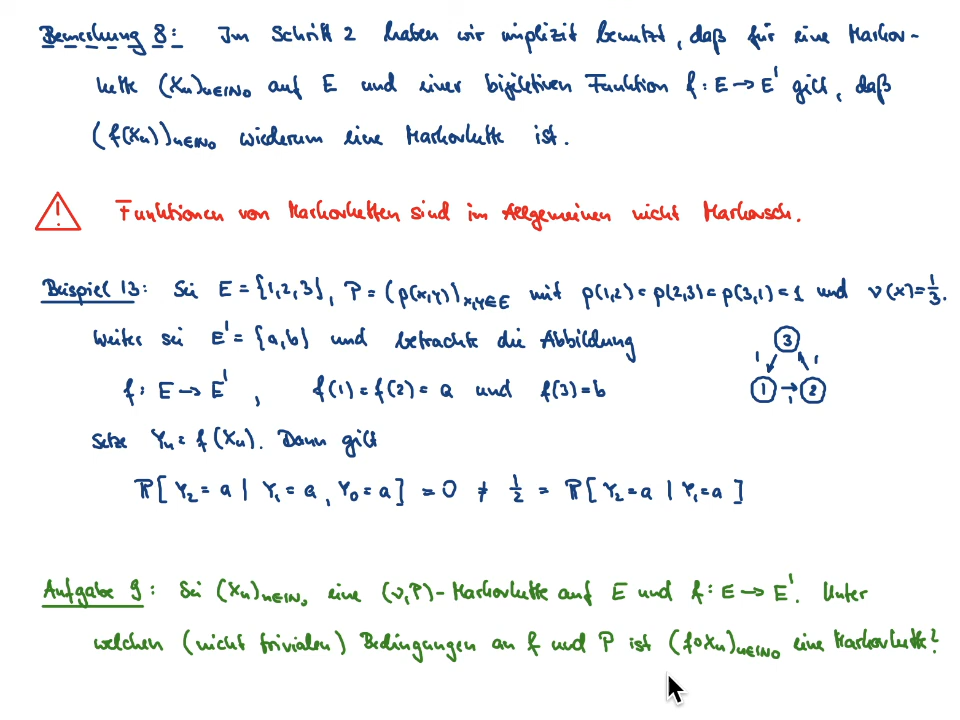 Bemerkung 8: Im Schritt 2 haben wir implizit benutzt, daß für eine Markov-
kette (Xₙ)ₙ∈ℕ₀ auf E und einer bijektiven Funktion f: E → E' gilt, daß
(f(Xₙ))ₙ∈ℕ₀ wiederum eine Markovkette ist.
! Funktionen von Markovketten sind im Allgemeinen nicht Markovsch.
Beispiel 13: Sei E = {1,2,3}, P = (p(x,y))x,y∈E mit p(1,2) = p(2,3) = p(3,1) = 1 und ν(x) = 1/3.
Weiter sei E' = {a,b} und betrachte die Abbildung
f: E → E', f(1) = f(2) = a und f(3) = b
3
1 1
1 → 2
1
Setze Yₙ = f(Xₙ). Dann gilt
ℙ[Y₂ = a | Y₁ = a, Y₀ = a] = 0 ≠ 1/2 = ℙ[Y₂ = a | Y₁ = a]
Aufgabe 9: Sei (Xₙ)ₙ∈ℕ₀ eine (ν,P)-Markovkette auf E und f: E → E'. Unter
welchen (nicht trivialen) Bedingungen an f und P ist (f∘Xₙ)ₙ∈ℕ₀ eine Markovkette?